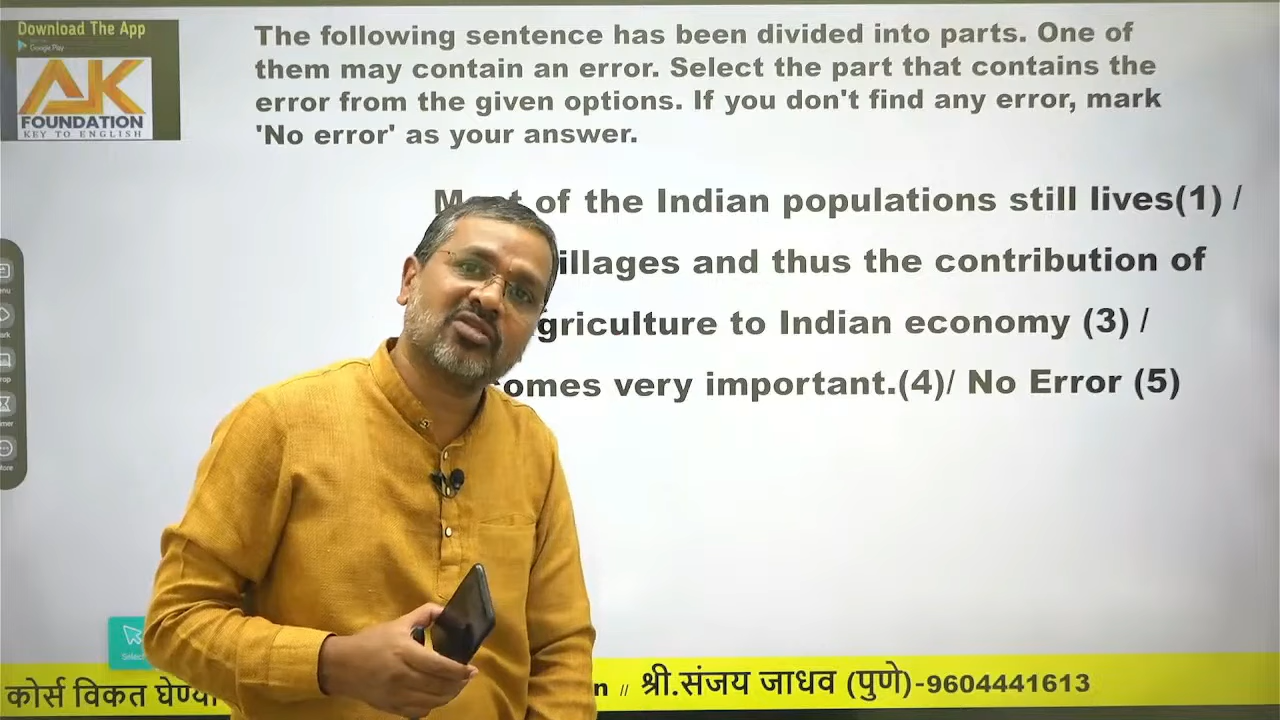 Download The App
Google Play
AK
FOUNDATION
KEY TO ENGLISH
The following sentence has been divided into parts. One of
them may contain an error. Select the part that contains the
error from the given options. If you don't find any error, mark
'No error' as your answer.
of the Indian populations still lives(1) /
and thus the contribution of
to Indian economy (3) /
very important.(4)/ No Error (5)
Select
कोर्स विकत
// श्री.संजय जाधव (पुणे)-9604441613